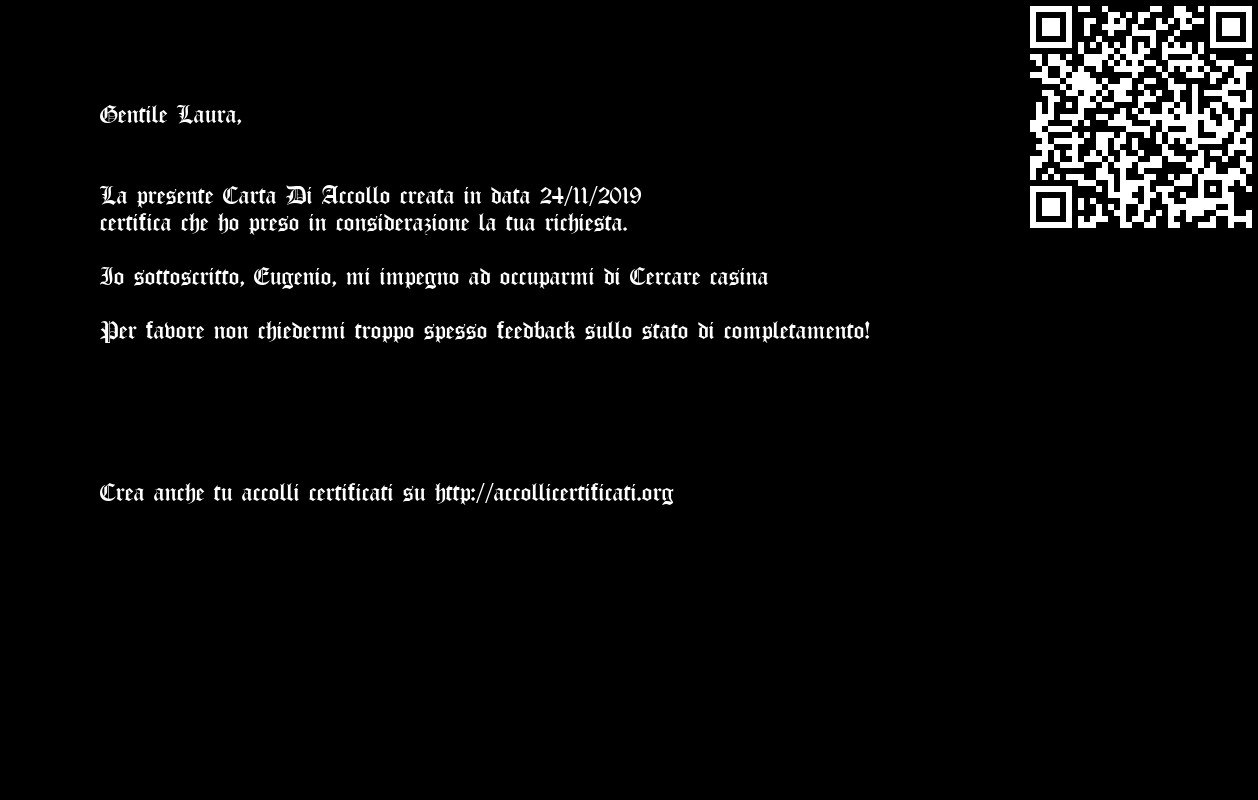 Gentile Laura,
La presente Carta Di Accollo creata in data 24/11/2019
certifica che ho preso in considerazione la tua richiesta.
Io sottoscritto, Eugenio, mi impegno ad occuparmi di Cercare casina
Per favore non chiedermi troppo spesso feedback sullo stato di completamento!
Crea anche tu accolli certificati su http://accollicertificati.org